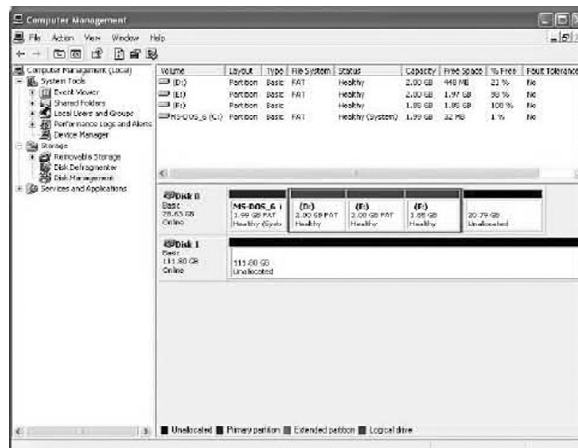 Computer Management
File Action View Window Help
Computer Management (Local)
System Tools
Event Viewer
Shared Folders
Local Users and Groups
Performance Logs and Alerts
Device Manager
Storage
Removable Storage
Disk Defragmenter
Disk Management
Services and Applications
Volume Layout Type File System Status Capacity Free Space % Free Fault Tolerance
(D:) Partition Basic FAT Healthy 2.00 GB 448 MB 21 % No
(E:) Partition Basic FAT Healthy 2.00 GB 1.97 GB 98 % No
(F:) Partition Basic Healthy 1.85 GB 1.85 GB 100 % No
MS-DOS_6 (C:) Partition Basic FAT Healthy (System) 1.99 GB 32 MB 1 % No
Disk 0
Basic
28.63 GB
Online
MS-DOS_6 (
1.99 GB FAT
Healthy (Syste
(D:)
2.00 GB FAT
Healthy
(E:)
2.00 GB FAT
Healthy
(F:)
1.85 GB
Healthy
20.79 GB
Unallocated
Disk 1
Basic
111.80 GB
Online
111.80 GB
Unallocated
Unallocated Primary partition Extended partition Logical drive